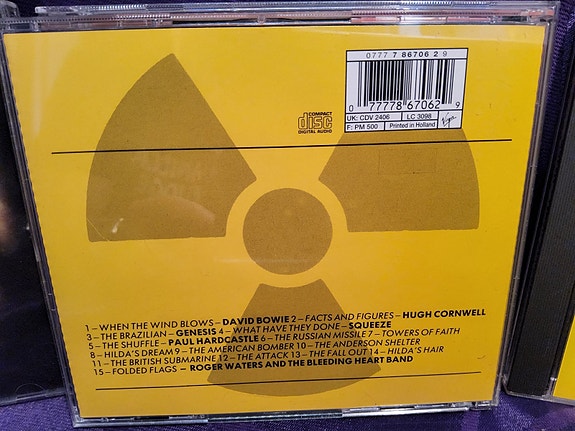 0777 7 86706 2 9
0 77778 67062 9
UK: CDV 2406 LC 3098
F: PM 500 Printed in Holland Virgin
COMPACT
disc
DIGITAL AUDIO
1–WHEN THE WIND BLOWS–DAVID BOWIE 2–FACTS AND FIGURES–HUGH CORNWELL
3–THE BRAZILIAN–GENESIS 4–WHAT HAVE THEY DONE–SQUEEZE
5–THE SHUFFLE–PAUL HARDCASTLE 6–THE RUSSIAN MISSILE 7–TOWERS OF FAITH
8–HILDA'S DREAM 9–THE AMERICAN BOMBER 10–THE ANDERSON SHELTER
11–THE BRITISH SUBMARINE 12–THE ATTACK 13–THE FALL OUT 14–HILDA'S HAIR
15–FOLDED FLAGS–ROGER WATERS AND THE BLEEDING HEART BAND